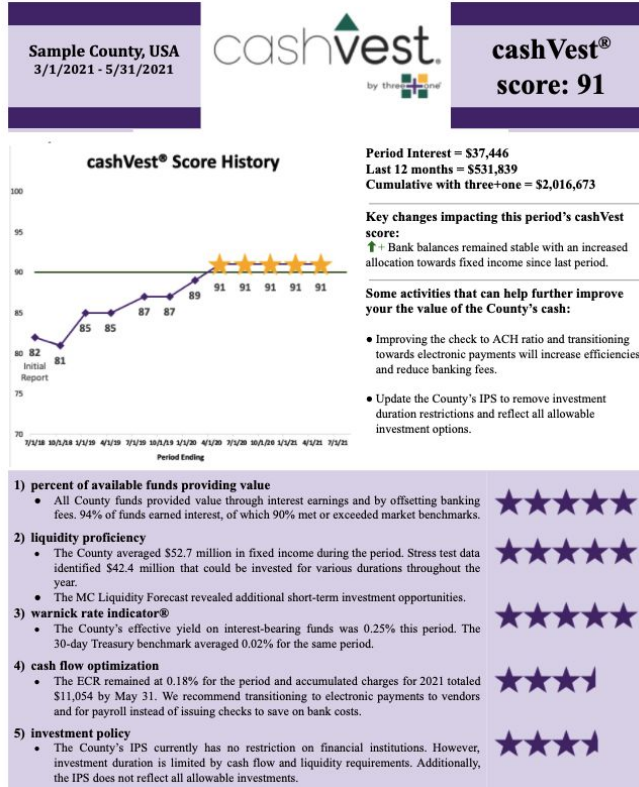 Sample County, USA
3/1/2021 - 5/31/2021
cashvest.
by three+one®
cashVest®
score: 91
cashVest® Score History
100
95
90
85
80
75
70
82
Initial
Report
81
85
85
87
87
89
91
91
91
91
91
7/1/18 10/1/18 1/1/19 4/1/19 7/1/19 10/1/19 1/1/20 4/1/20 7/1/20 10/1/20 1/1/21 4/1/21 7/1/21
Period Ending
Period Interest = $37,446
Last 12 months = $531,839
Cumulative with three+one = $2,016,673
Key changes impacting this period's cashVest
score:
+ Bank balances remained stable with an increased
allocation towards fixed income since last period.
Some activities that can help further improve
your the value of the County's cash:
● Improving the check to ACH ratio and transitioning
towards electronic payments will increase efficiencies
and reduce banking fees.
● Update the County's IPS to remove investment
duration restrictions and reflect all allowable
investment options.
1) percent of available funds providing value
• All County funds provided value through interest earnings and by offsetting banking
fees. 94% of funds earned interest, of which 90% met or exceeded market benchmarks.
2) liquidity proficiency
• The County averaged $52.7 million in fixed income during the period. Stress test data
identified $42.4 million that could be invested for various durations throughout the
year.
• The MC Liquidity Forecast revealed additional short-term investment opportunities.
3) warnick rate indicator®
• The County's effective yield on interest-bearing funds was 0.25% this period. The
30-day Treasury benchmark averaged 0.02% for the same period.
4) cash flow optimization
• The ECR remained at 0.18% for the period and accumulated charges for 2021 totaled
$11,054 by May 31. We recommend transitioning to electronic payments to vendors
and for payroll instead of issuing checks to save on bank costs.
5) investment policy
• The County's IPS currently has no restriction on financial institutions. However,
investment duration is limited by cash flow and liquidity requirements. Additionally,
the IPS does not reflect all allowable investments.